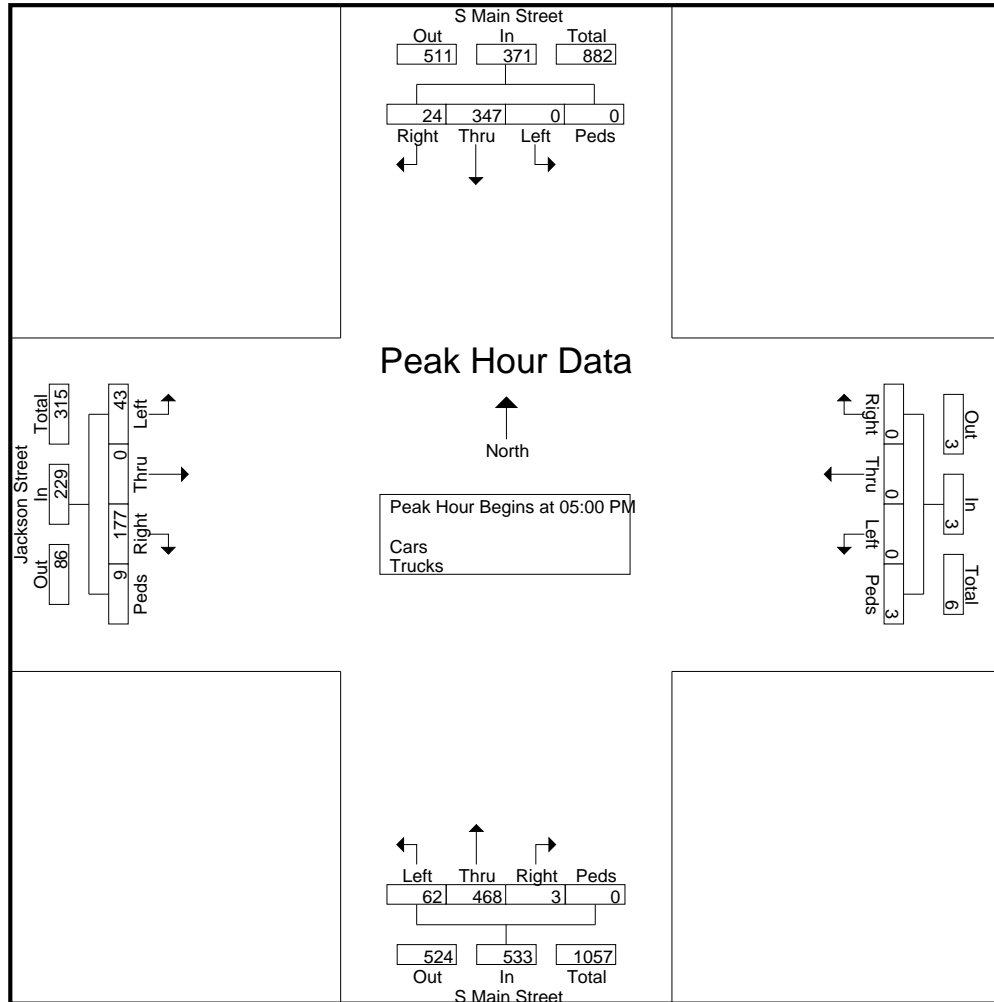 S Main Street
Out In Total
511 371 882
24 347 0 0
Right Thru Left Peds
Peak Hour Data
North
Peak Hour Begins at 05:00 PM
Cars
Trucks
Jackson Street
Total In Out
315 229 86
43 0 177 9
Left Thru Right Peds
Right Thru Left Peds
0 0 0 3
Out In Total
3 3 6
Left Thru Right Peds
62 468 3 0
524 533 1057
Out In Total
S Main Street